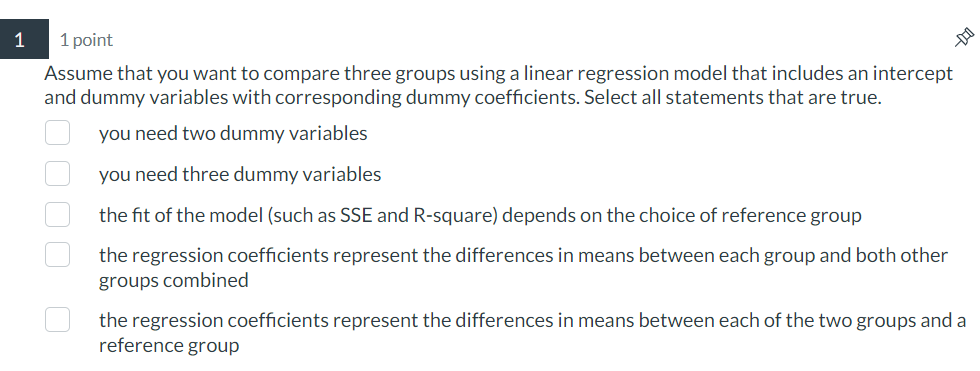 1 1 point
Assume that you want to compare three groups using a linear regression model that includes an intercept
and dummy variables with corresponding dummy coefficients. Select all statements that are true.
you need two dummy variables
you need three dummy variables
the fit of the model (such as SSE and R-square) depends on the choice of reference group
the regression coefficients represent the differences in means between each group and both other
groups combined
the regression coefficients represent the differences in means between each of the two groups and a
reference group